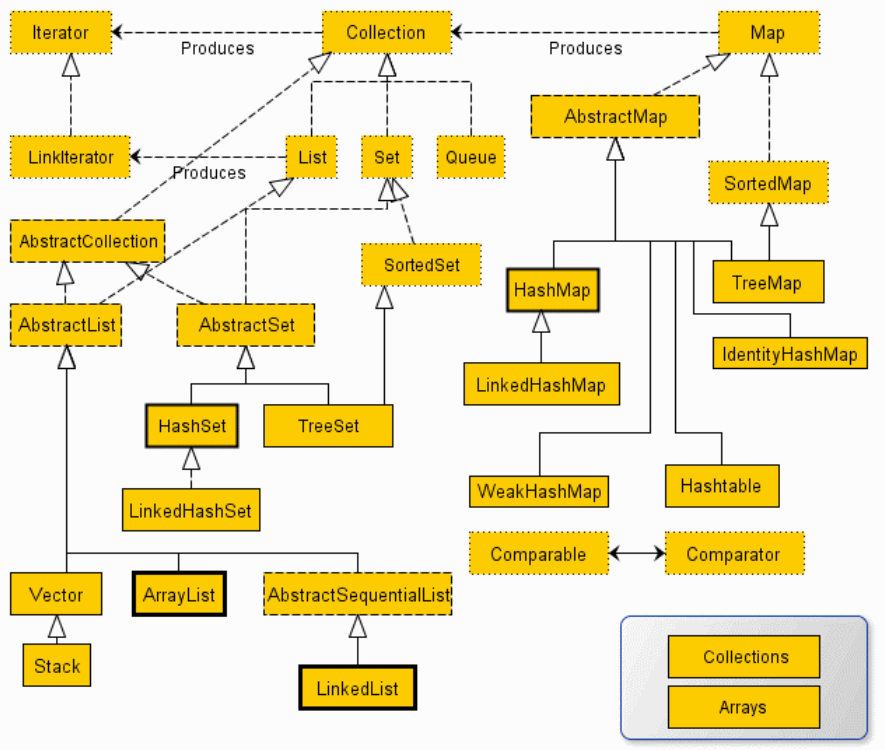 Iterator
Collection
Map
Produces
Produces
AbstractMap
LinkIterator
List
Set
Queue
Produces
SortedMap
AbstractCollection
SortedSet
TreeMap
HashMap
AbstractList
AbstractSet
IdentityHashMap
LinkedHashMap
HashSet
TreeSet
WeakHashMap
Hashtable
LinkedHashSet
Comparable
Comparator
Vector
ArrayList
AbstractSequentialList
Collections
Stack
LinkedList
Arrays